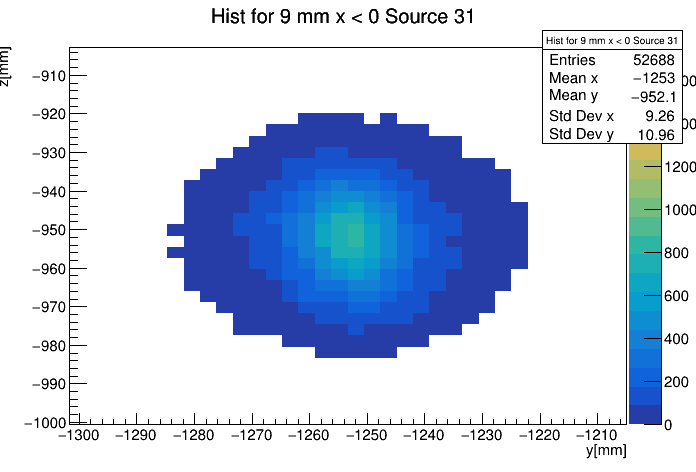 Hist for 9 mm x < 0 Source 31
z[mm]
Hist for 9 mm x < 0 Source 31
Entries 52688
Mean x −1253
Mean y −952.1
Std Dev x 9.26
Std Dev y 10.96
−910
−920
−930
−940
−950
−960
−970
−980
−990
−1000
−1300 −1290 −1280 −1270 −1260 −1250 −1240 −1230 −1220 −1210
y[mm]
1200
1000
800
600
400
200
0